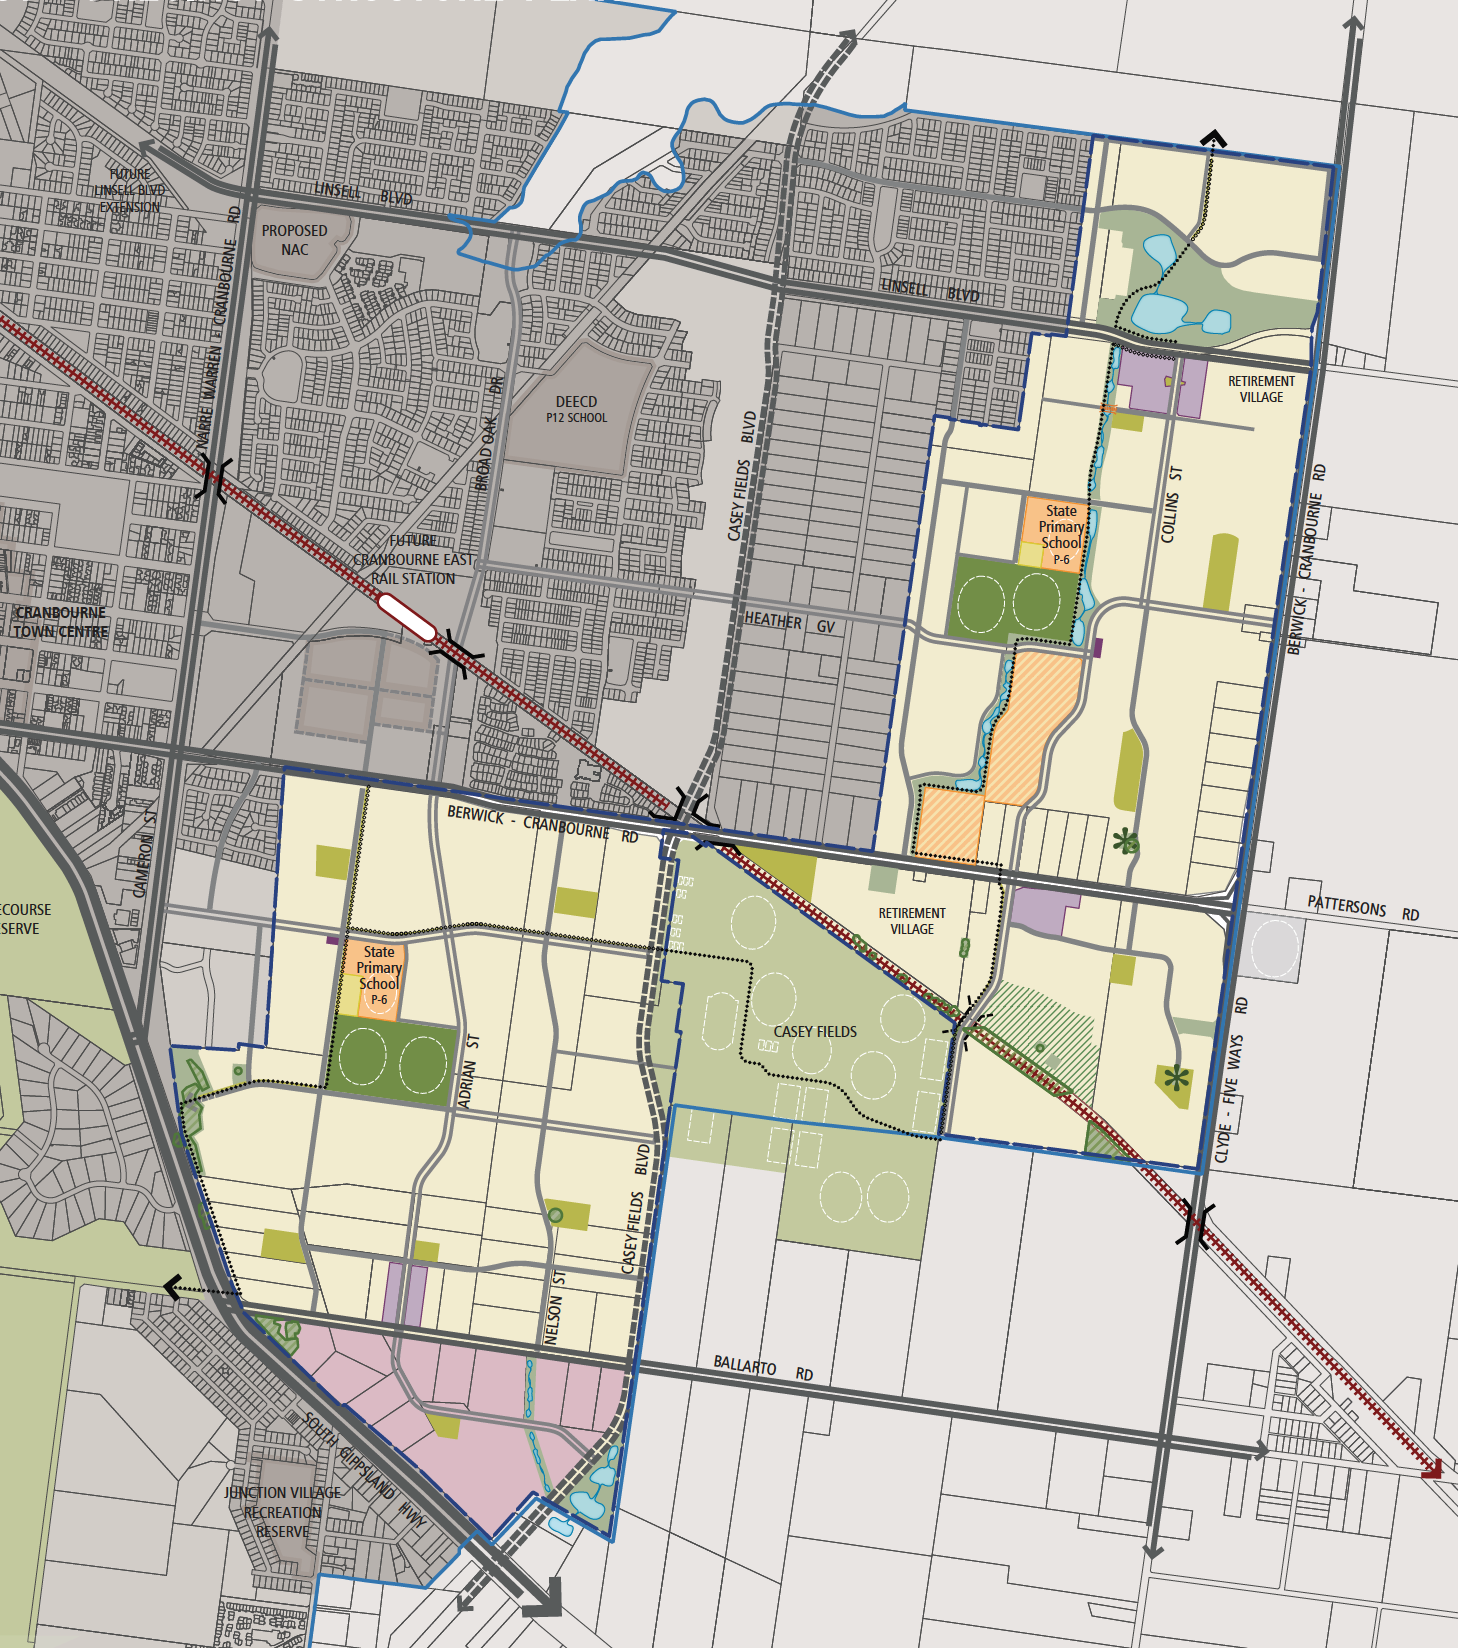 FUTURE
LINSELL BLVD
EXTENSION
LINSELL BLVD
PROPOSED
NAC
NARRE WARREN - CRANBOURNE RD
LINSELL BLVD
RETIREMENT
VILLAGE
DEECD
P12 SCHOOL
BROAD OAK DR
CASEY FIELDS BLVD
COLLINS ST
BERWICK - CRANBOURNE RD
State
Primary
School
P-6
FUTURE
CRANBOURNE EAST
RAIL STATION
CRANBOURNE
TOWN CENTRE
HEATHER GV
BERWICK - CRANBOURNE RD
CAMERON ST
ECOURSE
SERVE
RETIREMENT
VILLAGE
PATTERSONS RD
State
Primary
School
P-6
CASEY FIELDS
ADRIAN ST
CLYDE - FIVE WAYS RD
CASEY FIELDS BLVD
NELSON ST
BALLARTO RD
SOUTH GIPPSLAND HWY
JUNCTION VILLAGE
RECREATION
RESERVE